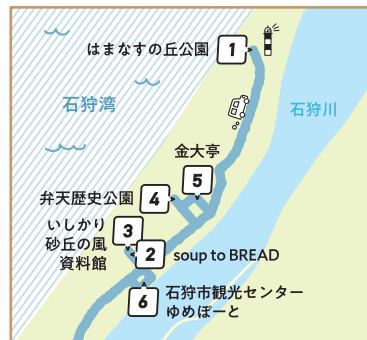 はまなすの丘公園
1
石狩湾
石狩川
金大亭
5
弁天歴史公園
4
いしかり
砂丘の風
資料館
3
2
soup to BREAD
6
石狩市観光センター
ゆめぽーと